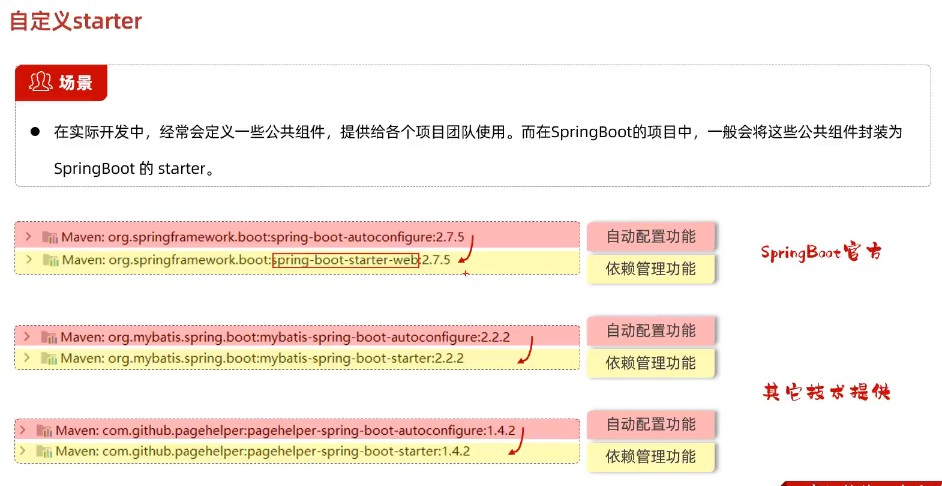 自定义starter
场景
在实际开发中，经常会定义一些公共组件，提供给各个项目团队使用。而在SpringBoot的项目中，一般会将这些公共组件封装为
SpringBoot 的 starter。
Maven: org.springframework.boot:spring-boot-autoconfigure:2.7.5
自动配置功能
Maven: org.springframework.boot:spring-boot-starter-web:2.7.5
依赖管理功能
SpringBoot官方
Maven: org.mybatis.spring.boot:mybatis-spring-boot-autoconfigure:2.2.2
自动配置功能
Maven: org.mybatis.spring.boot:mybatis-spring-boot-starter:2.2.2
依赖管理功能
其它技术提供
Maven: com.github.pagehelper:pagehelper-spring-boot-autoconfigure:1.4.2
自动配置功能
Maven: com.github.pagehelper:pagehelper-spring-boot-starter:1.4.2
依赖管理功能